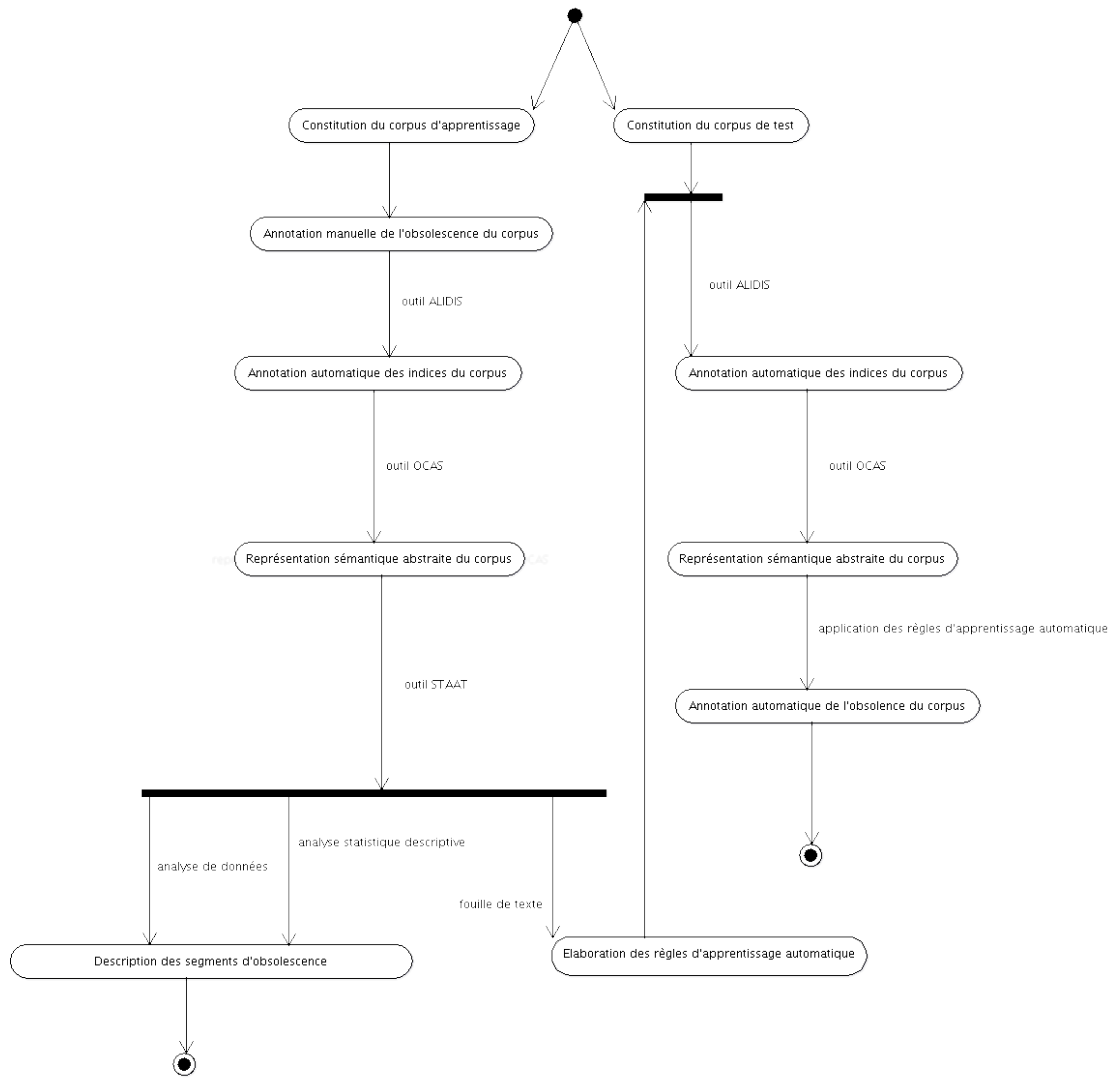 Constitution du corpus d'apprentissage
Constitution du corpus de test
Annotation manuelle de l'obsolescence du corpus
outil ALIDIS
outil ALIDIS
Annotation automatique des indices du corpus
Annotation automatique des indices du corpus
outil OCAS
outil OCAS
Représentation sémantique abstraite du corpus
Représentation sémantique abstraite du corpus
application des règles d'apprentissage automatique
outil STAAT
Annotation automatique de l'obsolence du corpus
analyse statistique descriptive
analyse de données
fouille de texte
Description des segments d'obsolescence
Elaboration des règles d'apprentissage automatique